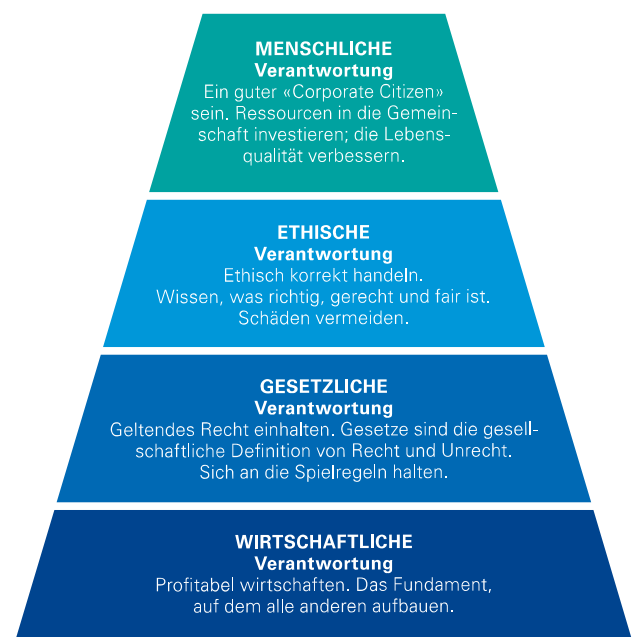 MENSCHLICHE
Verantwortung
Ein guter «Corporate Citizen»
sein. Ressourcen in die Gemein-
schaft investieren; die Lebens-
qualität verbessern.
ETHISCHE
Verantwortung
Ethisch korrekt handeln.
Wissen, was richtig, gerecht und fair ist.
Schäden vermeiden.
GESETZLICHE
Verantwortung
Geltendes Recht einhalten. Gesetze sind die gesell-
schaftliche Definition von Recht und Unrecht.
Sich an die Spielregeln halten.
WIRTSCHAFTLICHE
Verantwortung
Profitabel wirtschaften. Das Fundament,
auf dem alle anderen aufbauen.